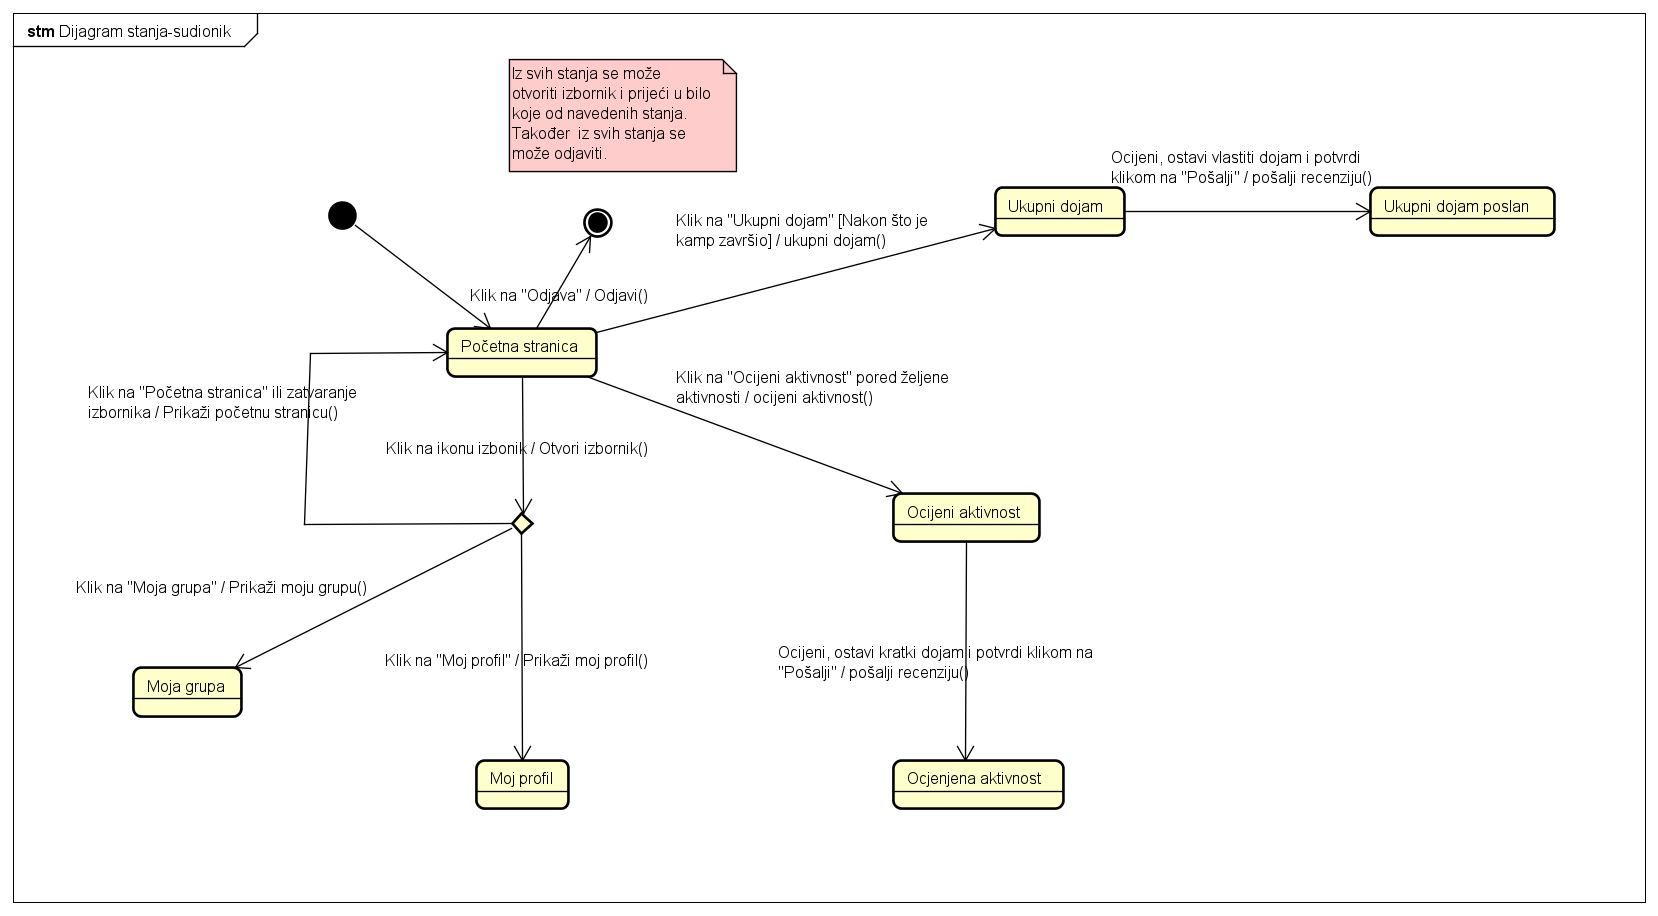 stm Dijagram stanja-sudionik
Iz svih stanja se može
otvoriti izbornik i prijeći u bilo
koje od navedenih stanja.
Također  iz svih stanja se
može odjaviti.
Ocijeni, ostavi vlastiti dojam i potvrdi
klikom na "Pošalji" / pošalji recenziju()
Ukupni dojam
Ukupni dojam poslan
Klik na "Ukupni dojam" [Nakon što je
kamp završio] / ukupni dojam()
Klik na "Odjava" / Odjavi()
Početna stranica
Klik na "Početna stranica" ili zatvaranje
izbornika / Prikaži početnu stranicu()
Klik na "Ocijeni aktivnost" pored željene
aktivnosti / ocijeni aktivnost()
Klik na ikonu izbonik / Otvori izbornik()
Ocijeni aktivnost
Klik na "Moja grupa" / Prikaži moju grupu()
Klik na "Moj profil" / Prikaži moj profil()
Ocijeni, ostavi kratki dojam i potvrdi klikom na
"Pošalji" / pošalji recenziju()
Moja grupa
Moj profil
Ocjenjena aktivnost